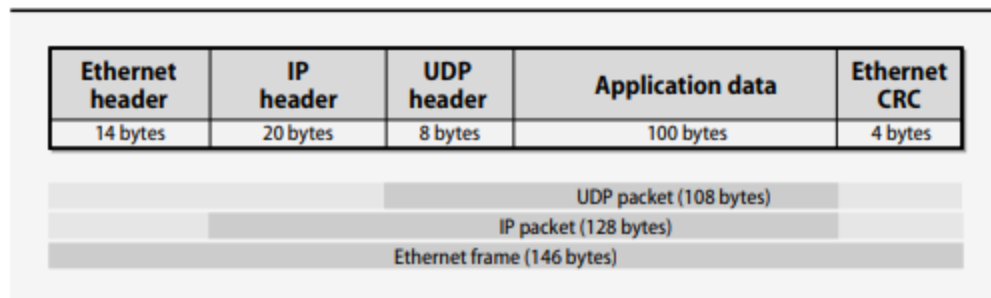 Ethernet header
IP header
UDP header
Application data
Ethernet CRC
14 bytes
20 bytes
8 bytes
100 bytes
4 bytes
UDP packet (108 bytes)
IP packet (128 bytes)
Ethernet frame (146 bytes)